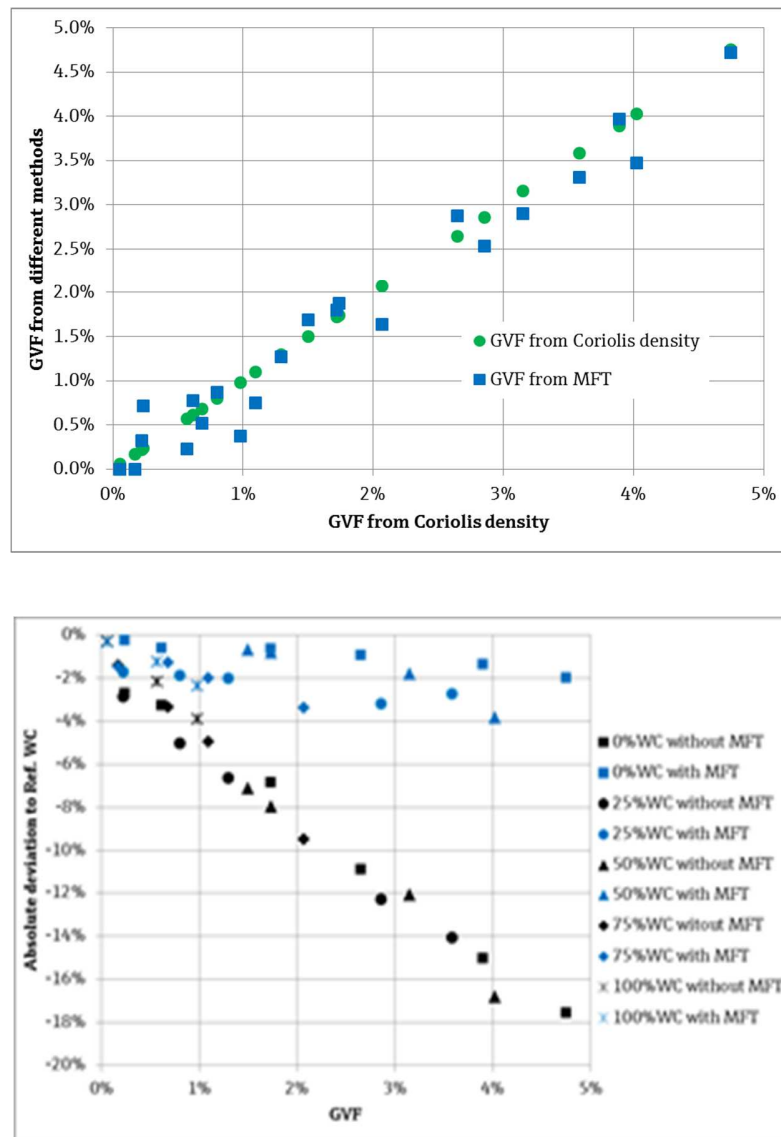 5.0%
4.5%
4.0%
3.5%
3.0%
2.5%
2.0%
1.5%
1.0%
0.5%
0.0%
GVF from different methods
GVF from Coriolis density
GVF from MFT
0% 1% 2% 3% 4% 5%
GVF from Coriolis density
0%
-2%
-4%
-6%
-8%
-10%
-12%
-14%
-16%
-18%
-20%
Absolute deviation to Ref. WC
0%WC without MFT
0%WC with MFT
25%WC without MFT
25%WC with MFT
50%WC without MFT
50%WC with MFT
75%WC witout MFT
75%WC with MFT
100%WC without MFT
100%WC with MFT
0% 1% 2% 3% 4% 5%
GVF